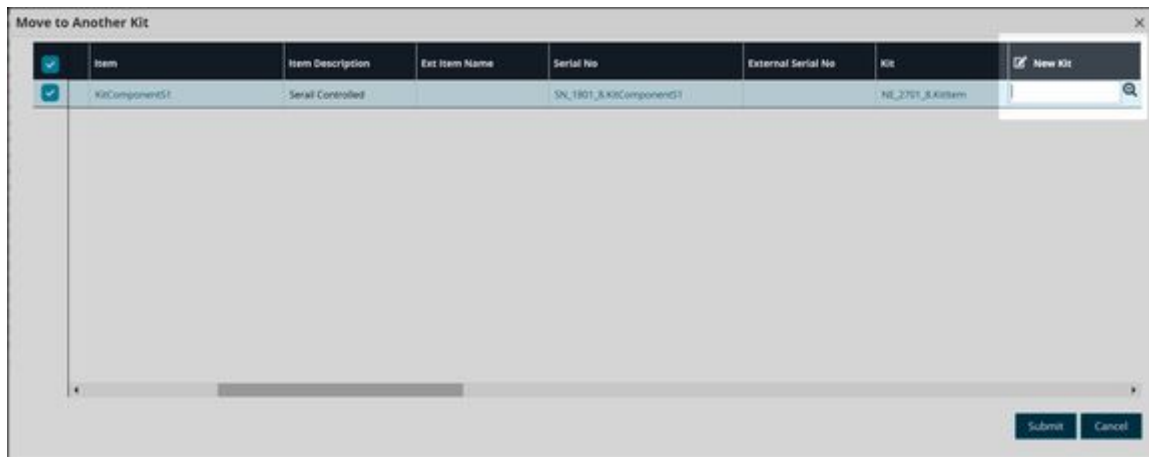 Move to Another Kit
Item Item Description Ext Item Name Serial No External Serial No Kit New Kit
KitComponentS1 Serail Controlled SN_1801_8.KitComponentS1 NE_2701_8.KitItem
Submit Cancel